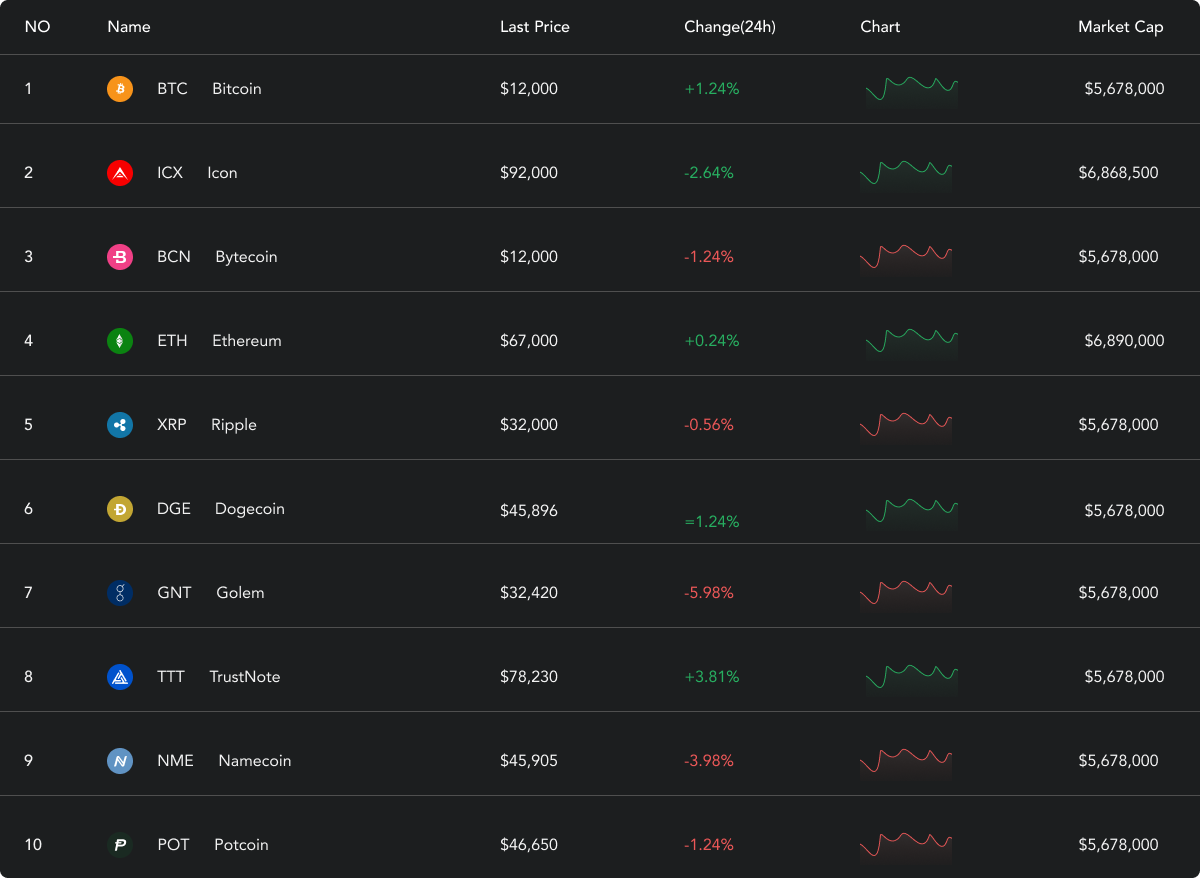 NO Name Last Price Change(24h) Chart Market Cap
1 BTC Bitcoin $12,000 +1.24% $5,678,000
2 ICX Icon $92,000 -2.64% $6,868,500
3 BCN Bytecoin $12,000 -1.24% $5,678,000
4 ETH Ethereum $67,000 +0.24% $6,890,000
5 XRP Ripple $32,000 -0.56% $5,678,000
6 DGE Dogecoin $45,896 =1.24% $5,678,000
7 GNT Golem $32,420 -5.98% $5,678,000
8 TTT TrustNote $78,230 +3.81% $5,678,000
9 NME Namecoin $45,905 -3.98% $5,678,000
10 POT Potcoin $46,650 -1.24% $5,678,000